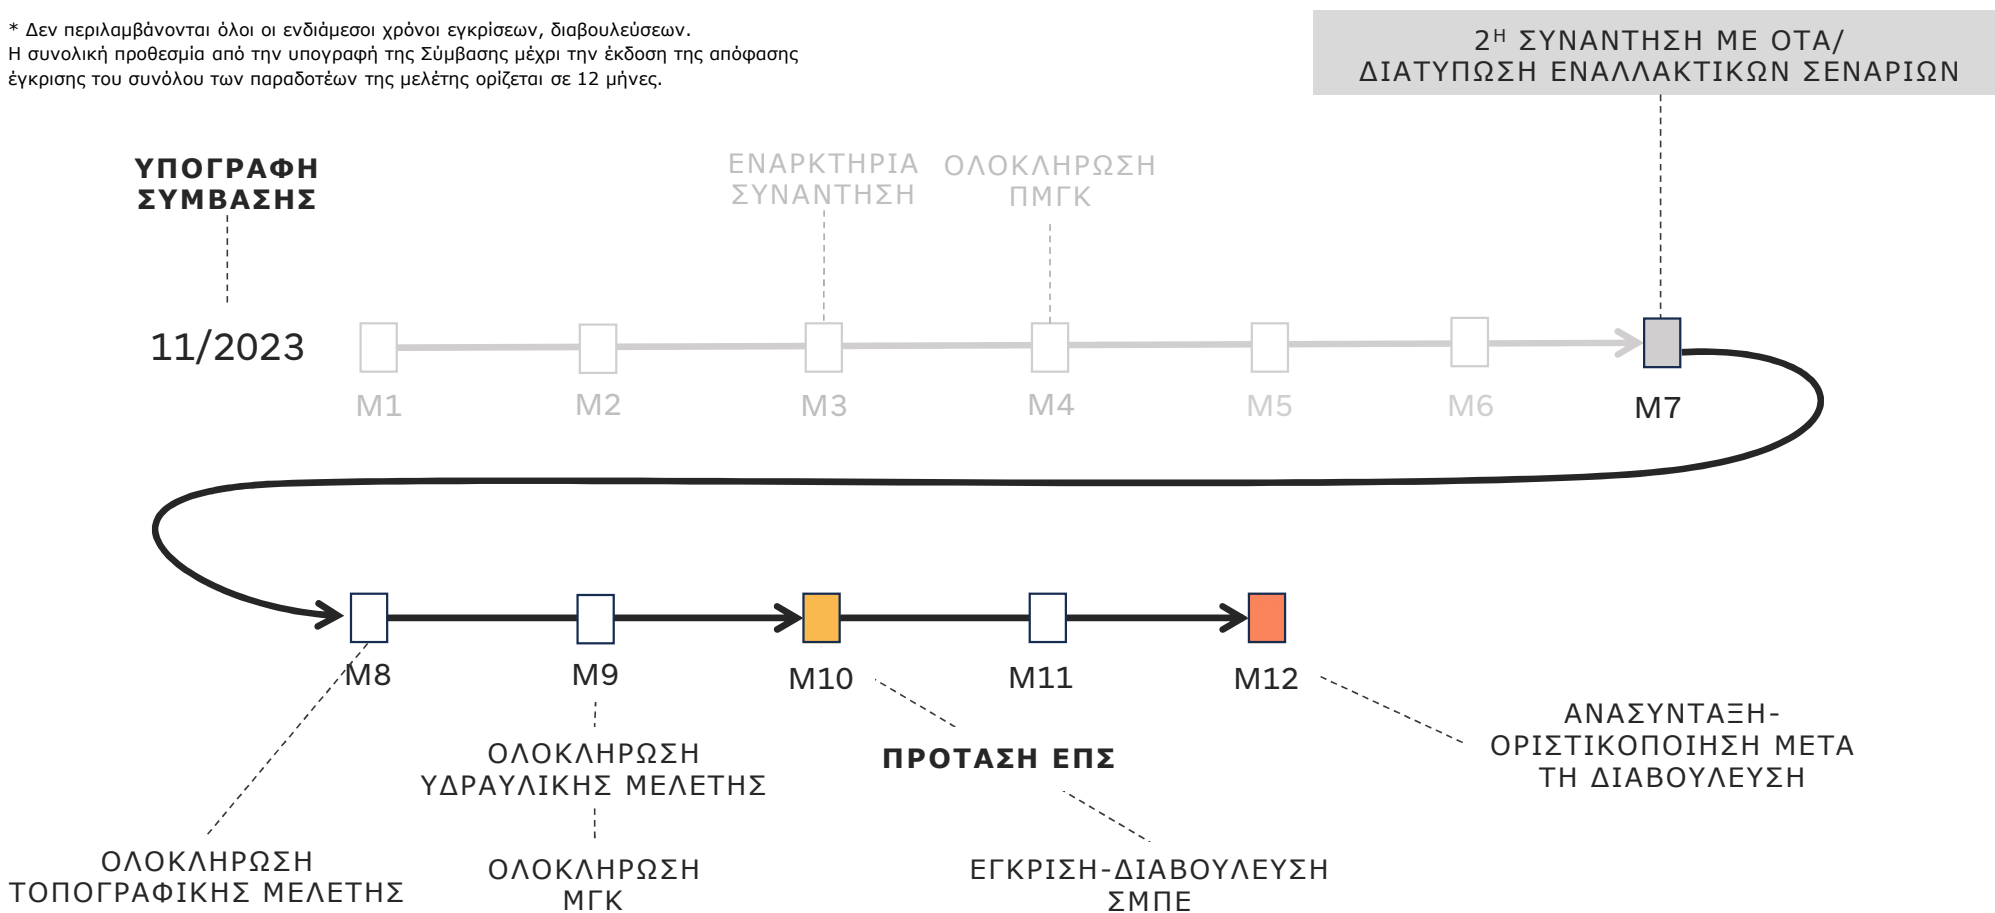 * Δεν περιλαμβάνονται όλοι οι ενδιάμεσοι χρόνοι εγκρίσεων, διαβουλεύσεων.
Η συνολική προθεσμία από την υπογραφή της Σύμβασης μέχρι την έκδοση της απόφασης
έγκρισης του συνόλου των παραδοτέων της μελέτης ορίζεται σε 12 μήνες.
2Η ΣΥΝΑΝΤΗΣΗ ΜΕ ΟΤΑ/
ΔΙΑΤΥΠΩΣΗ ΕΝΑΛΛΑΚΤΙΚΩΝ ΣΕΝΑΡΙΩΝ
ΥΠΟΓΡΑΦΗ
ΣΥΜΒΑΣΗΣ
ΕΝΑΡΚΤΗΡΙΑ
ΣΥΝΑΝΤΗΣΗ
ΟΛΟΚΛΗΡΩΣΗ
ΠΜΓΚ
11/2023
M1
M2
M3
M4
M5
M6
M7
M8
M9
M10
M11
M12
ΟΛΟΚΛΗΡΩΣΗ
ΤΟΠΟΓΡΑΦΙΚΗΣ ΜΕΛΕΤΗΣ
ΟΛΟΚΛΗΡΩΣΗ
ΥΔΡΑΥΛΙΚΗΣ ΜΕΛΕΤΗΣ
ΟΛΟΚΛΗΡΩΣΗ
ΜΓΚ
ΠΡΟΤΑΣΗ ΕΠΣ
ΕΓΚΡΙΣΗ-ΔΙΑΒΟΥΛΕΥΣΗ
ΣΜΠΕ
ΑΝΑΣΥΝΤΑΞΗ-
ΟΡΙΣΤΙΚΟΠΟΙΗΣΗ ΜΕΤΑ
ΤΗ ΔΙΑΒΟΥΛΕΥΣΗ